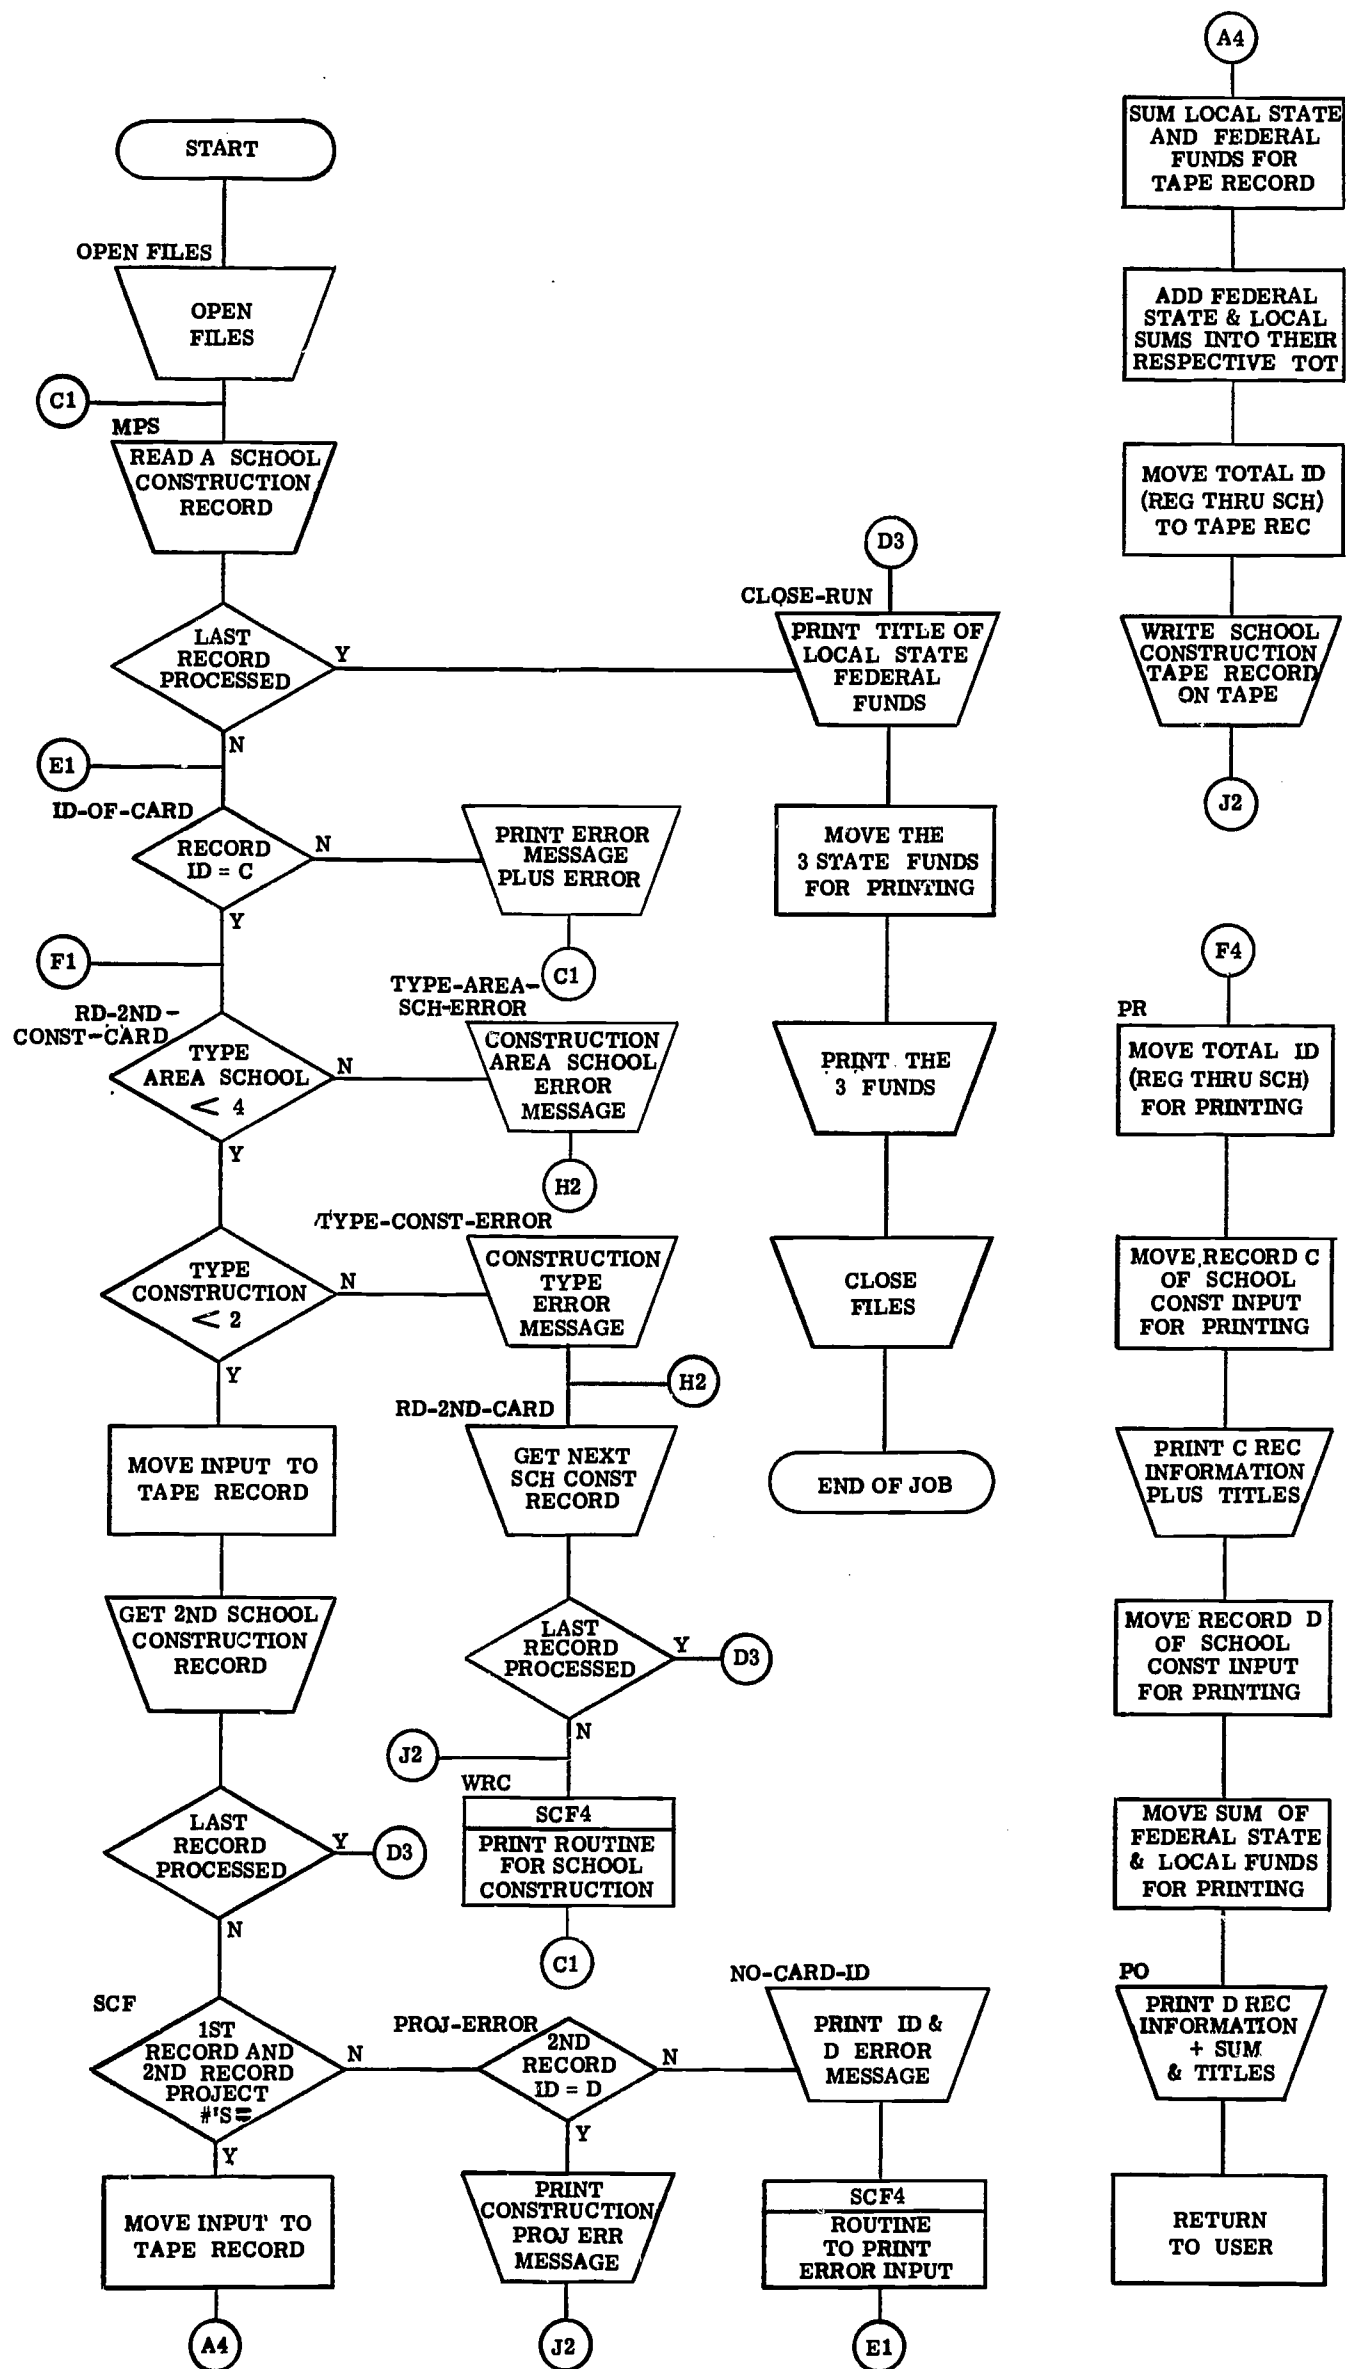 START
OPEN FILES
OPEN
FILES
C1
MPS
READ A SCHOOL
CONSTRUCTION
RECORD
LAST
RECORD
PROCESSED
Y
N
E1
ID-OF-CARD
RECORD
ID = C
N
Y
PRINT ERROR
MESSAGE
PLUS ERROR
C1
F1
RD-2ND-
CONST-CARD
TYPE
AREA SCHOOL
< 4
N
Y
TYPE-AREA-
SCH-ERROR
CONSTRUCTION
AREA SCHOOL
ERROR
MESSAGE
H2
TYPE
CONSTRUCTION
< 2
N
Y
TYPE-CONST-ERROR
CONSTRUCTION
TYPE
ERROR
MESSAGE
H2
RD-2ND-CARD
GET NEXT
SCH CONST
RECORD
LAST
RECORD
PROCESSED
Y
D3
N
J2
WRC
SCF4
PRINT ROUTINE
FOR SCHOOL
CONSTRUCTION
C1
MOVE INPUT TO
TAPE RECORD
GET 2ND SCHOOL
CONSTRUCTION
RECORD
LAST
RECORD
PROCESSED
Y
D3
N
SCF
1ST
RECORD AND
2ND RECORD
PROJECT
#'S=
N
Y
MOVE INPUT TO
TAPE RECORD
A4
PROJ-ERROR
2ND
RECORD
ID = D
N
Y
PRINT
CONSTRUCTION
PROJ ERR
MESSAGE
J2
NO-CARD-ID
PRINT ID &
D ERROR
MESSAGE
SCF4
ROUTINE
TO PRINT
ERROR INPUT
E1
D3
CLOSE-RUN
PRINT TITLE OF
LOCAL STATE
FEDERAL
FUNDS
MOVE THE
3 STATE FUNDS
FOR PRINTING
PRINT THE
3 FUNDS
CLOSE
FILES
END OF JOB
A4
SUM LOCAL STATE
AND FEDERAL
FUNDS FOR
TAPE RECORD
ADD FEDERAL
STATE & LOCAL
SUMS INTO THEIR
RESPECTIVE TOT
MOVE TOTAL ID
(REG THRU SCH)
TO TAPE REC
WRITE SCHOOL
CONSTRUCTION
TAPE RECORD
ON TAPE
J2
F4
PR
MOVE TOTAL ID
(REG THRU SCH)
FOR PRINTING
MOVE RECORD C
OF SCHOOL
CONST INPUT
FOR PRINTING
PRINT C REC
INFORMATION
PLUS TITLES
MOVE RECORD D
OF SCHOOL
CONST INPUT
FOR PRINTING
MOVE SUM OF
FEDERAL STATE
& LOCAL FUNDS
FOR PRINTING
PO
PRINT D REC
INFORMATION
+ SUM
& TITLES
RETURN
TO USER